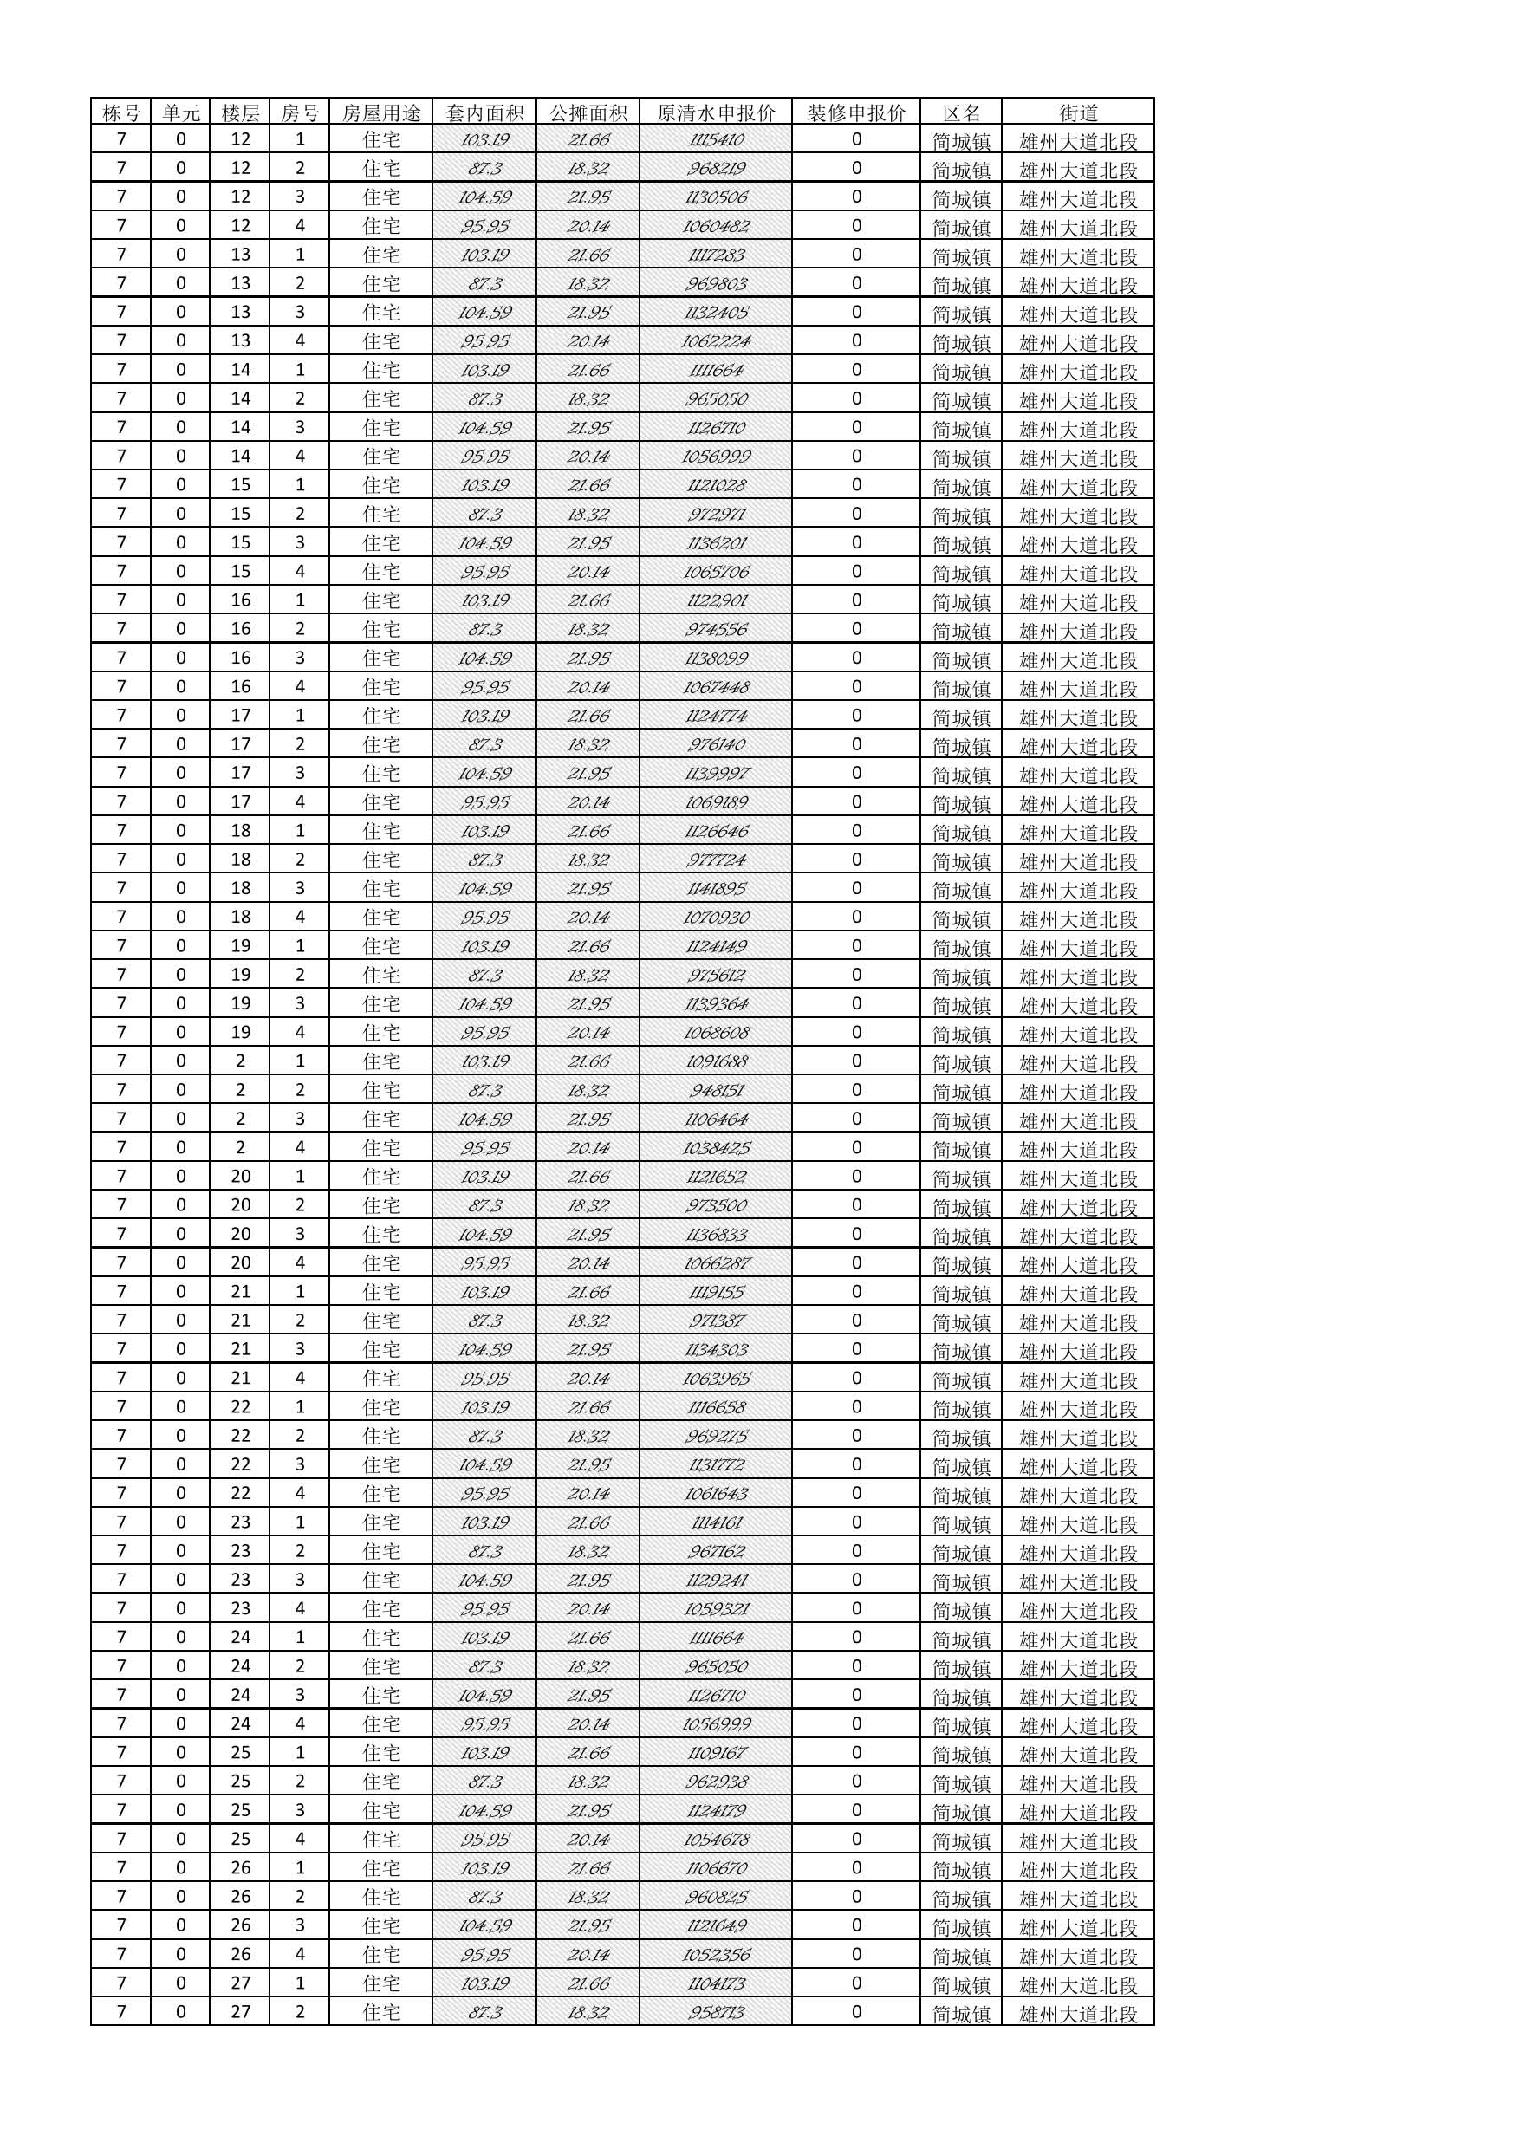 栋号 单元 楼层 房号 房屋用途 套内面积 公摊面积 原清水申报价 装修申报价 区名 街道
7 0 12 1 住宅 103.19 21.66 1115410 0 简城镇 雄州大道北段
7 0 12 2 住宅 87.3 18.32 968219 0 简城镇 雄州大道北段
7 0 12 3 住宅 104.59 21.95 1130506 0 简城镇 雄州大道北段
7 0 12 4 住宅 95.95 20.14 1060482 0 简城镇 雄州大道北段
7 0 13 1 住宅 103.19 21.66 1117283 0 简城镇 雄州大道北段
7 0 13 2 住宅 87.3 18.32 969803 0 简城镇 雄州大道北段
7 0 13 3 住宅 104.59 21.95 1132405 0 简城镇 雄州大道北段
7 0 13 4 住宅 95.95 20.14 1062224 0 简城镇 雄州大道北段
7 0 14 1 住宅 103.19 21.66 1111664 0 简城镇 雄州大道北段
7 0 14 2 住宅 87.3 18.32 965050 0 简城镇 雄州大道北段
7 0 14 3 住宅 104.59 21.95 1126710 0 简城镇 雄州大道北段
7 0 14 4 住宅 95.95 20.14 1056999 0 简城镇 雄州大道北段
7 0 15 1 住宅 103.19 21.66 1121028 0 简城镇 雄州大道北段
7 0 15 2 住宅 87.3 18.32 972971 0 简城镇 雄州大道北段
7 0 15 3 住宅 104.59 21.95 1136201 0 简城镇 雄州大道北段
7 0 15 4 住宅 95.95 20.14 1065706 0 简城镇 雄州大道北段
7 0 16 1 住宅 103.19 21.66 1122901 0 简城镇 雄州大道北段
7 0 16 2 住宅 87.3 18.32 974556 0 简城镇 雄州大道北段
7 0 16 3 住宅 104.59 21.95 1138099 0 简城镇 雄州大道北段
7 0 16 4 住宅 95.95 20.14 1067448 0 简城镇 雄州大道北段
7 0 17 1 住宅 103.19 21.66 1124774 0 简城镇 雄州大道北段
7 0 17 2 住宅 87.3 18.32 976140 0 简城镇 雄州大道北段
7 0 17 3 住宅 104.59 21.95 1139997 0 简城镇 雄州大道北段
7 0 17 4 住宅 95.95 20.14 1069189 0 简城镇 雄州大道北段
7 0 18 1 住宅 103.19 21.66 1126646 0 简城镇 雄州大道北段
7 0 18 2 住宅 87.3 18.32 977724 0 简城镇 雄州大道北段
7 0 18 3 住宅 104.59 21.95 1141895 0 简城镇 雄州大道北段
7 0 18 4 住宅 95.95 20.14 1070930 0 简城镇 雄州大道北段
7 0 19 1 住宅 103.19 21.66 1124149 0 简城镇 雄州大道北段
7 0 19 2 住宅 87.3 18.32 975612 0 简城镇 雄州大道北段
7 0 19 3 住宅 104.59 21.95 1139364 0 简城镇 雄州大道北段
7 0 19 4 住宅 95.95 20.14 1068608 0 简城镇 雄州大道北段
7 0 2 1 住宅 103.19 21.66 1091688 0 简城镇 雄州大道北段
7 0 2 2 住宅 87.3 18.32 948151 0 简城镇 雄州大道北段
7 0 2 3 住宅 104.59 21.95 1106464 0 简城镇 雄州大道北段
7 0 2 4 住宅 95.95 20.14 1038425 0 简城镇 雄州大道北段
7 0 20 1 住宅 103.19 21.66 1121652 0 简城镇 雄州大道北段
7 0 20 2 住宅 87.3 18.32 973500 0 简城镇 雄州大道北段
7 0 20 3 住宅 104.59 21.95 1136833 0 简城镇 雄州大道北段
7 0 20 4 住宅 95.95 20.14 1066287 0 简城镇 雄州大道北段
7 0 21 1 住宅 103.19 21.66 1119155 0 简城镇 雄州大道北段
7 0 21 2 住宅 87.3 18.32 971387 0 简城镇 雄州大道北段
7 0 21 3 住宅 104.59 21.95 1134303 0 简城镇 雄州大道北段
7 0 21 4 住宅 95.95 20.14 1063965 0 简城镇 雄州大道北段
7 0 22 1 住宅 103.19 21.66 1116658 0 简城镇 雄州大道北段
7 0 22 2 住宅 87.3 18.32 969275 0 简城镇 雄州大道北段
7 0 22 3 住宅 104.59 21.95 1131772 0 简城镇 雄州大道北段
7 0 22 4 住宅 95.95 20.14 1061643 0 简城镇 雄州大道北段
7 0 23 1 住宅 103.19 21.66 1114161 0 简城镇 雄州大道北段
7 0 23 2 住宅 87.3 18.32 967162 0 简城镇 雄州大道北段
7 0 23 3 住宅 104.59 21.95 1129241 0 简城镇 雄州大道北段
7 0 23 4 住宅 95.95 20.14 1059321 0 简城镇 雄州大道北段
7 0 24 1 住宅 103.19 21.66 1111664 0 简城镇 雄州大道北段
7 0 24 2 住宅 87.3 18.32 965050 0 简城镇 雄州大道北段
7 0 24 3 住宅 104.59 21.95 1126710 0 简城镇 雄州大道北段
7 0 24 4 住宅 95.95 20.14 1056999 0 简城镇 雄州大道北段
7 0 25 1 住宅 103.19 21.66 1109167 0 简城镇 雄州大道北段
7 0 25 2 住宅 87.3 18.32 962938 0 简城镇 雄州大道北段
7 0 25 3 住宅 104.59 21.95 1124179 0 简城镇 雄州大道北段
7 0 25 4 住宅 95.95 20.14 1054678 0 简城镇 雄州大道北段
7 0 26 1 住宅 103.19 21.66 1106670 0 简城镇 雄州大道北段
7 0 26 2 住宅 87.3 18.32 960825 0 简城镇 雄州大道北段
7 0 26 3 住宅 104.59 21.95 1121649 0 简城镇 雄州大道北段
7 0 26 4 住宅 95.95 20.14 1052356 0 简城镇 雄州大道北段
7 0 27 1 住宅 103.19 21.66 1104173 0 简城镇 雄州大道北段
7 0 27 2 住宅 87.3 18.32 958713 0 简城镇 雄州大道北段